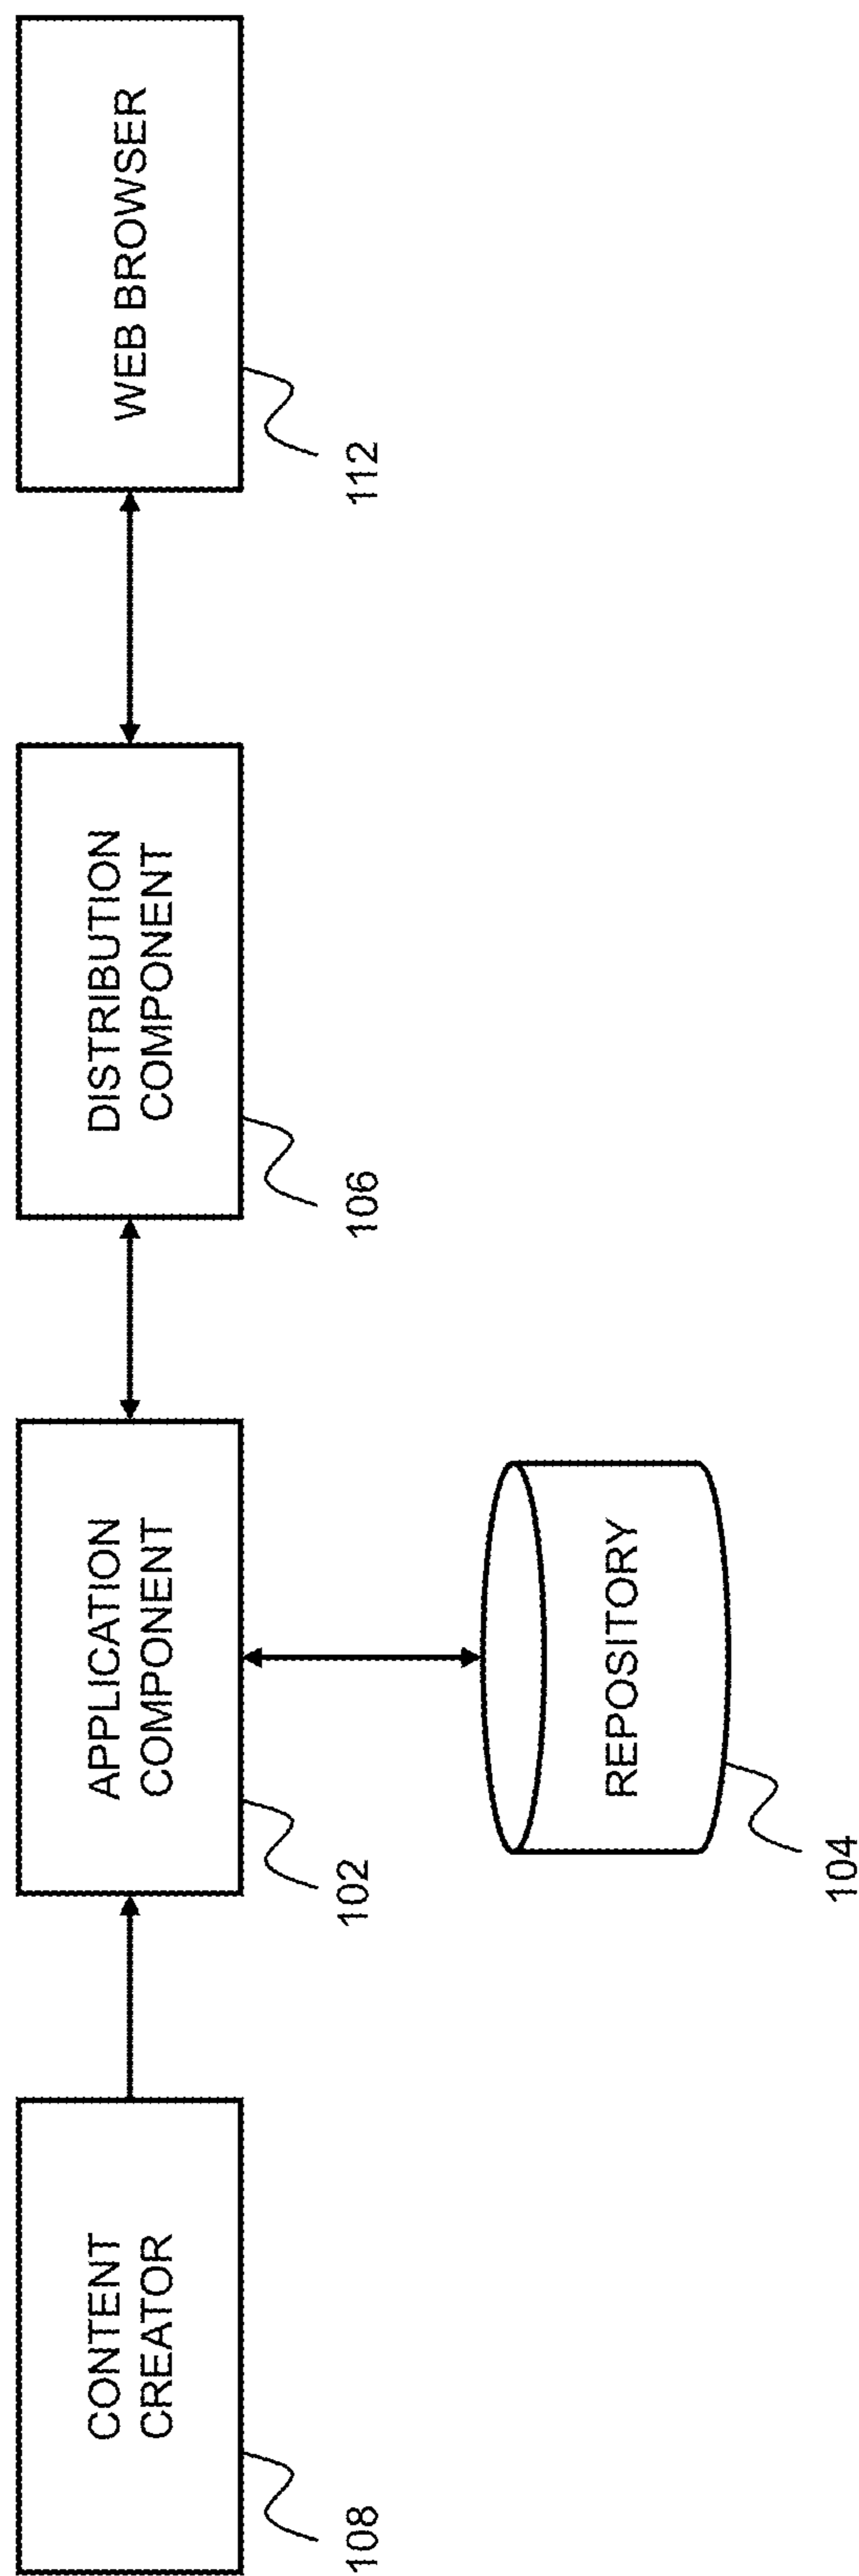 CONTENT
CREATOR
108
APPLICATION
COMPONENT
102
REPOSITORY
104
DISTRIBUTION
COMPONENT
106
WEB BROWSER
112